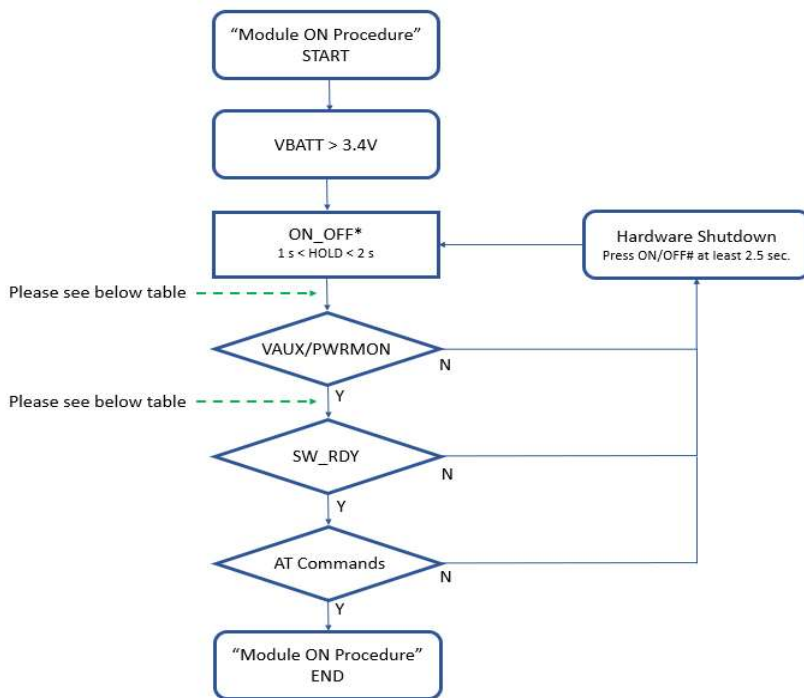 “Module ON Procedure”
START
VBATT > 3.4V
ON_OFF*
1 s < HOLD < 2 s
Hardware Shutdown
Press ON/OFF# at least 2.5 sec.
Please see below table
VAUX/PWRMON
N
Y
Please see below table
SW_RDY
N
Y
AT Commands
N
Y
“Module ON Procedure”
END